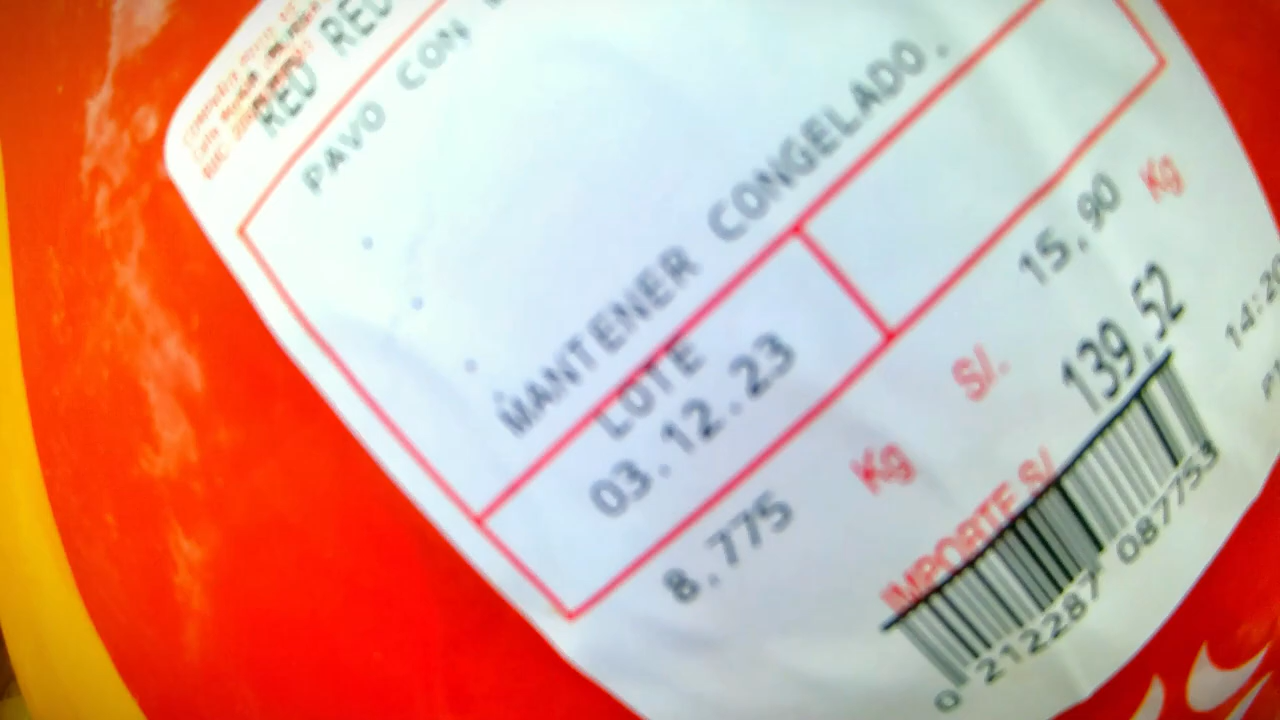 RED RED
PAVO CON
MANTENER CONGELADO.
LOTE
03.12.23
8.775 Kg S/. 15.90 Kg
IMPORTE S/ 139.52
0 212287 087753
14:20